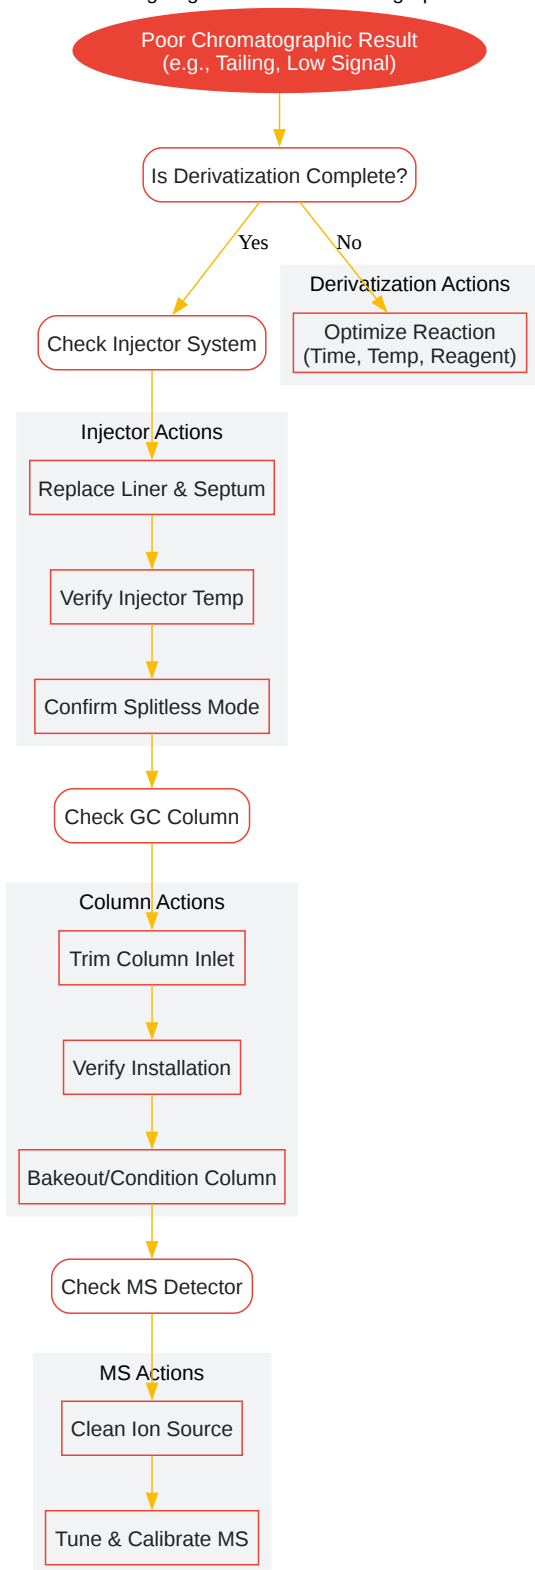 Poor Chromatographic Result
(e.g., Tailing, Low Signal)
Is Derivatization Complete?
Yes
No
Derivatization Actions
Optimize Reaction
(Time, Temp, Reagent)
Check Injector System
Injector Actions
Replace Liner & Septum
Verify Injector Temp
Confirm Splitless Mode
Check GC Column
Column Actions
Trim Column Inlet
Verify Installation
Bakeout/Condition Column
Check MS Detector
MS Actions
Clean Ion Source
Tune & Calibrate MS